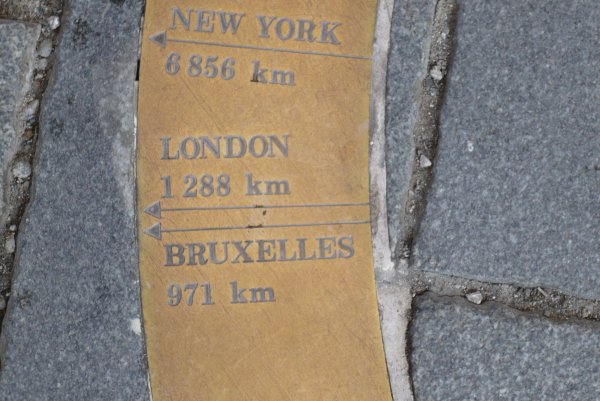 NEW YORK
6 856 km
LONDON
1 288 km
BRUXELLES
971 km